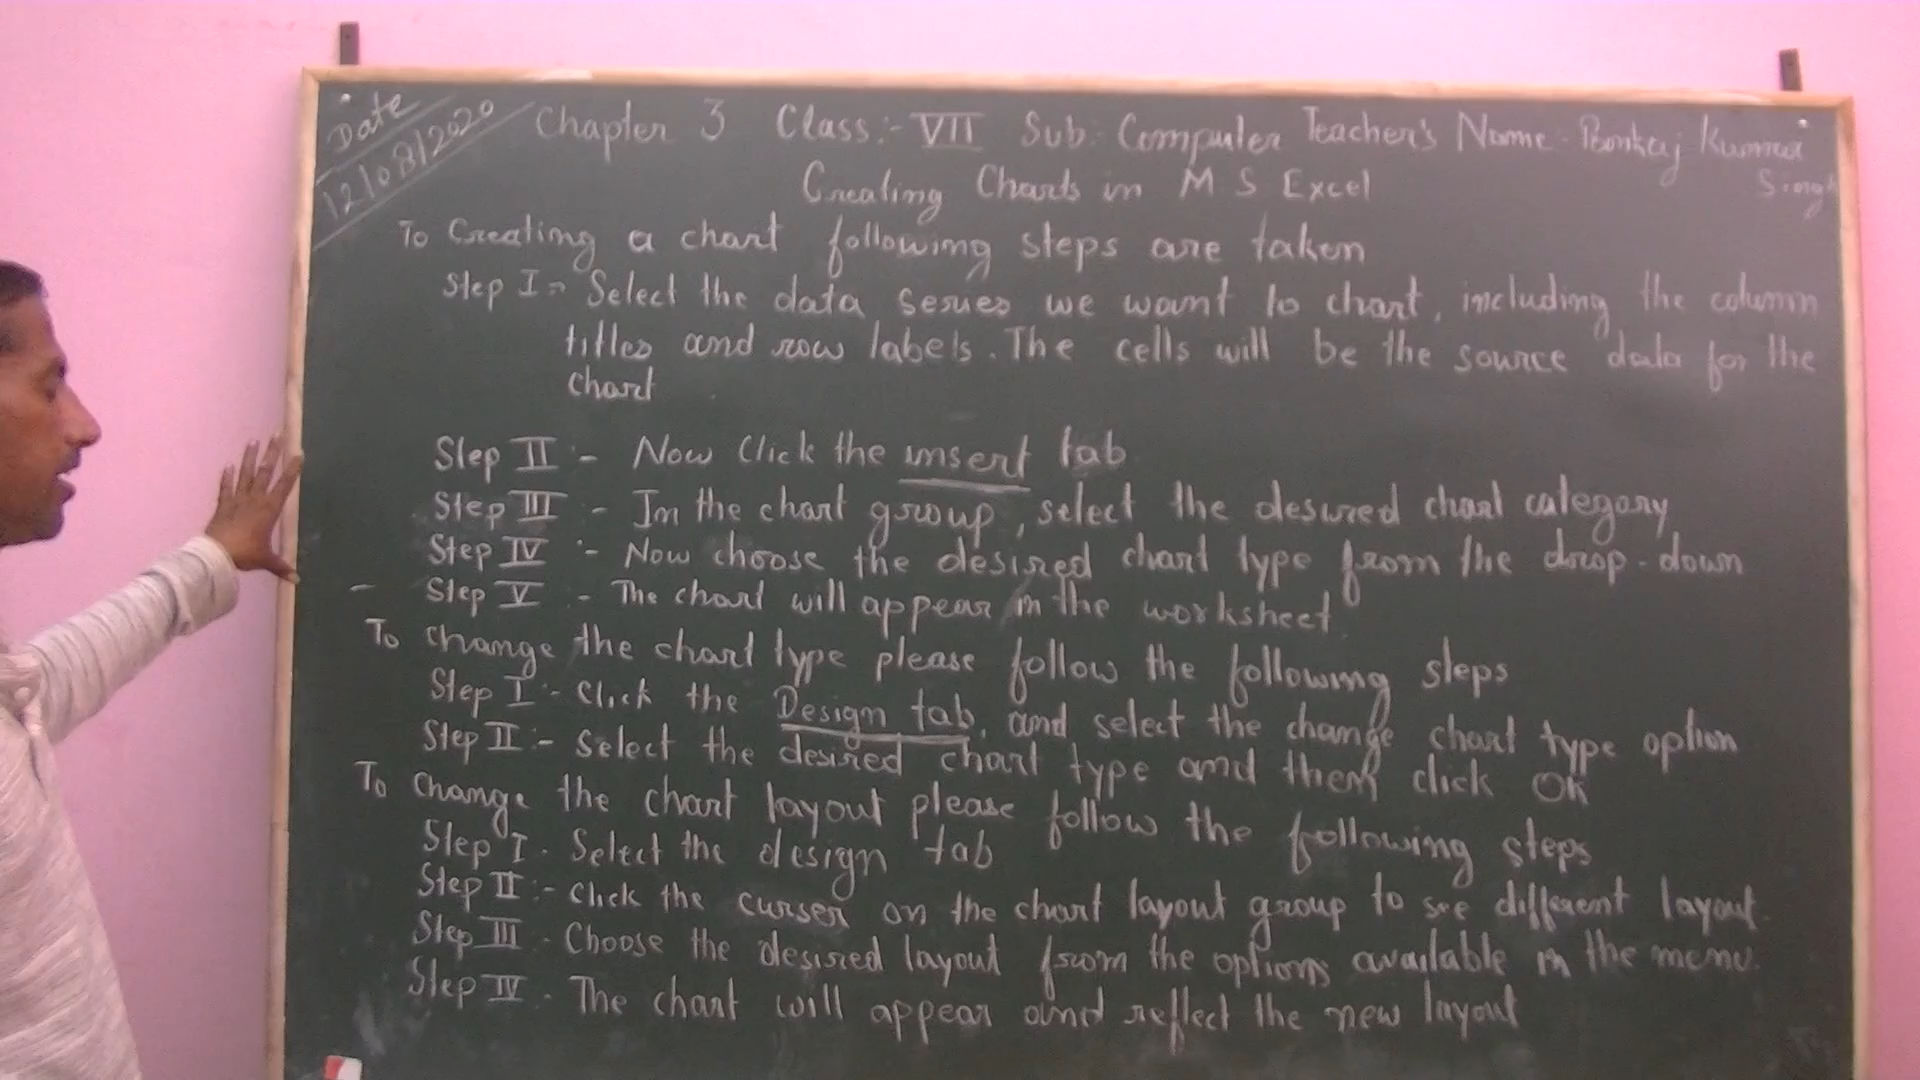 Date
12/08/2020
Chapter 3 Class:- VII Sub: Computer Teacher's Name - Pankaj Kumar
Singh
Creating Charts in M S Excel
To Creating a chart following steps are taken
Step I :- Select the data series we want to chart, including the column
titles and row labels. The cells will be the source data for the
chart
Step II :- Now Click the insert tab
Step III :- In the chart group, select the desired chart category
Step IV :- Now choose the desired chart type from the drop-down
- Step V :- The chart will appear in the worksheet
To change the chart type please follow the following steps
Step I :- Click the Design tab, and select the change chart type option
Step II :- Select the desired chart type and then click OK
To change the chart layout please follow the following steps
Step I - Select the design tab
Step II :- Click the curser on the chart layout group to see different layout.
Step III - Choose the desired layout from the options available in the menu.
Step IV - The chart will appear and reflect the new layout